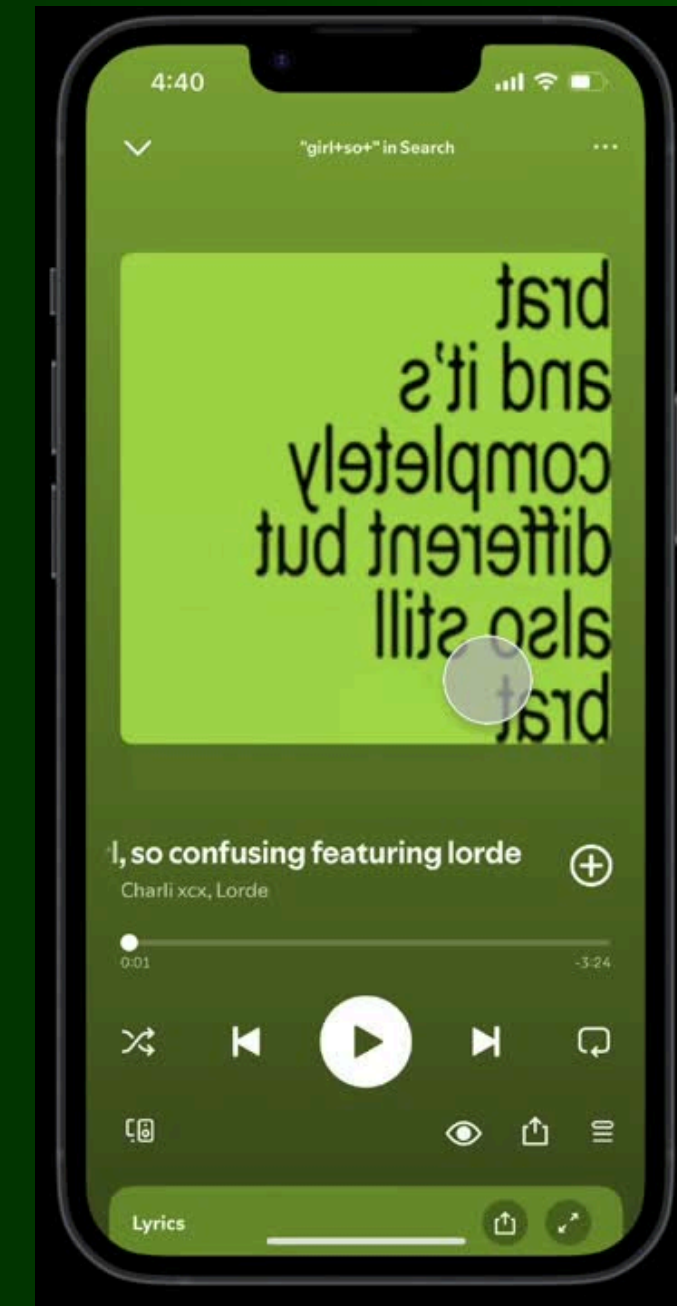 4:40
"girl+so+" in Search
brat
and it's
completely
different but
also still
brat
l, so confusing featuring lorde
Charli xcx, Lorde
0:01
-3:24
Lyrics